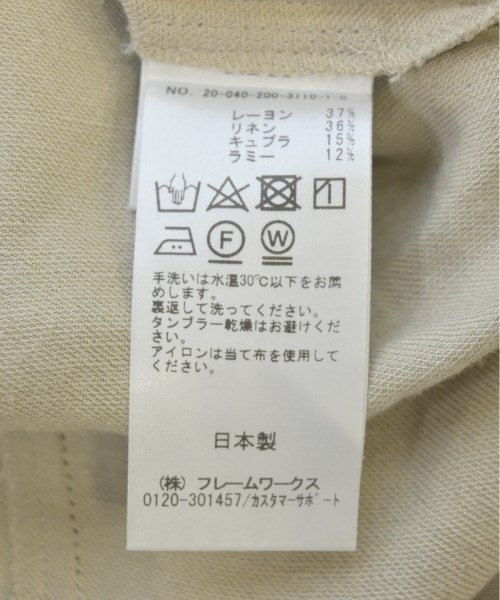 NO. 20-040-200-3110-1-0
レーヨン 37%
リネン 36%
キュプラ 15%
ラミー 12%
F W
手洗いは水温30℃以下をお薦
めします。
裏返して洗ってください。
タンブラー乾燥はお避けくだ
さい。
アイロンは当て布を使用して
ください。
日本製
(株) フレームワークス
0120-301457/カスタマーサポート